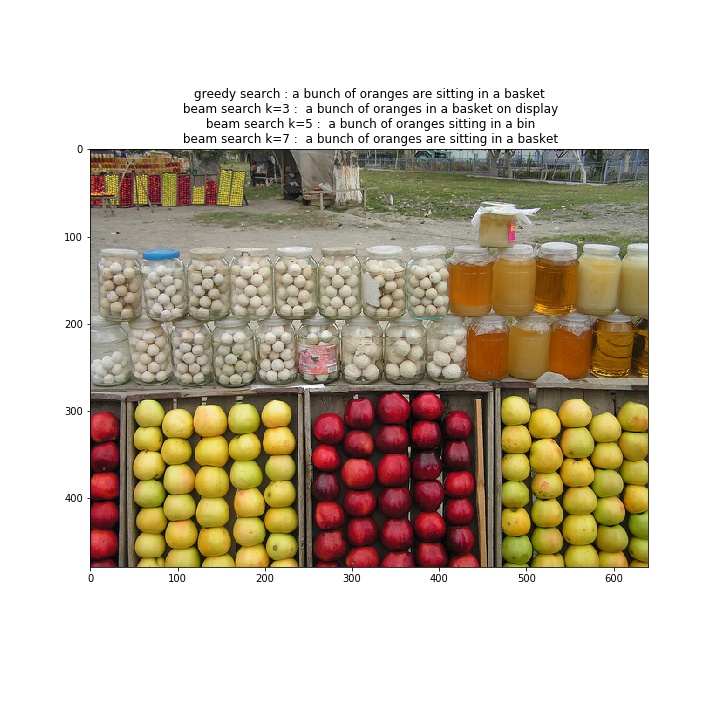 greedy search : a bunch of oranges are sitting in a basket
beam search k=3 :  a bunch of oranges in a basket on display
beam search k=5 :  a bunch of oranges sitting in a bin
beam search k=7 :  a bunch of oranges are sitting in a basket
0
100
200
300
400
0 100 200 300 400 500 600